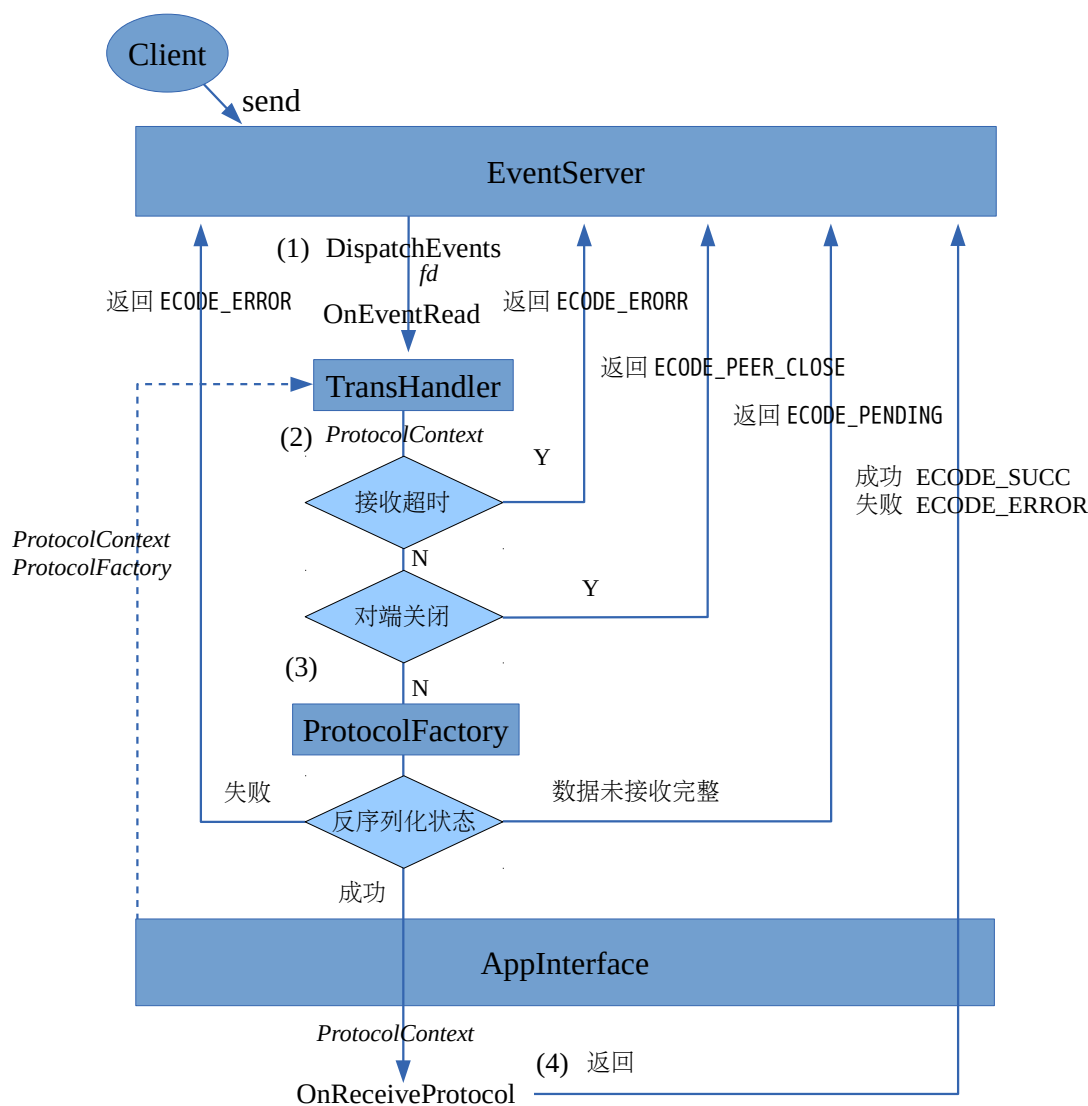 Client
send
EventServer
(1) DispatchEvents
fd
返回 ECODE_ERROR
返回 ECODE_ERORR
OnEventRead
返回 ECODE_PEER_CLOSE
TransHandler
返回 ECODE_PENDING
(2) ProtocolContext
Y
成功 ECODE_SUCC
失败 ECODE_ERROR
接收超时
ProtocolContext
ProtocolFactory
N
Y
对端关闭
(3)
N
ProtocolFactory
失败
数据未接收完整
反序列化状态
成功
AppInterface
ProtocolContext
(4) 返回
OnReceiveProtocol